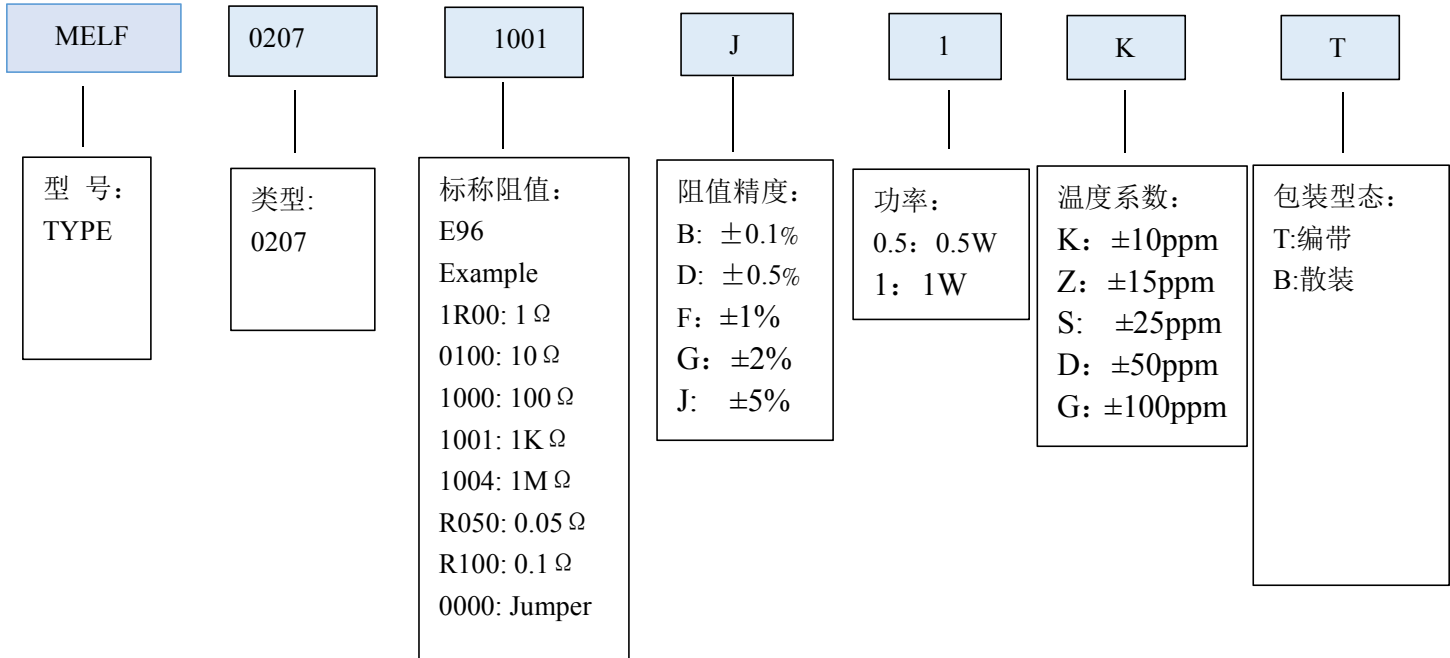 MELF
0207
1001
J
1
K
T
型 号：
TYPE
类型:
0207
标称阻值：
E96
Example
1R00: 1Ω
0100: 10Ω
1000: 100Ω
1001: 1KΩ
1004: 1MΩ
R050: 0.05Ω
R100: 0.1Ω
0000: Jumper
阻值精度：
B: ±0.1%
D: ±0.5%
F：±1%
G：±2%
J: ±5%
功率：
0.5：0.5W
1：1W
温度系数：
K：±10ppm
Z：±15ppm
S: ±25ppm
D：±50ppm
G：±100ppm
包装型态：
T:编带
B:散装